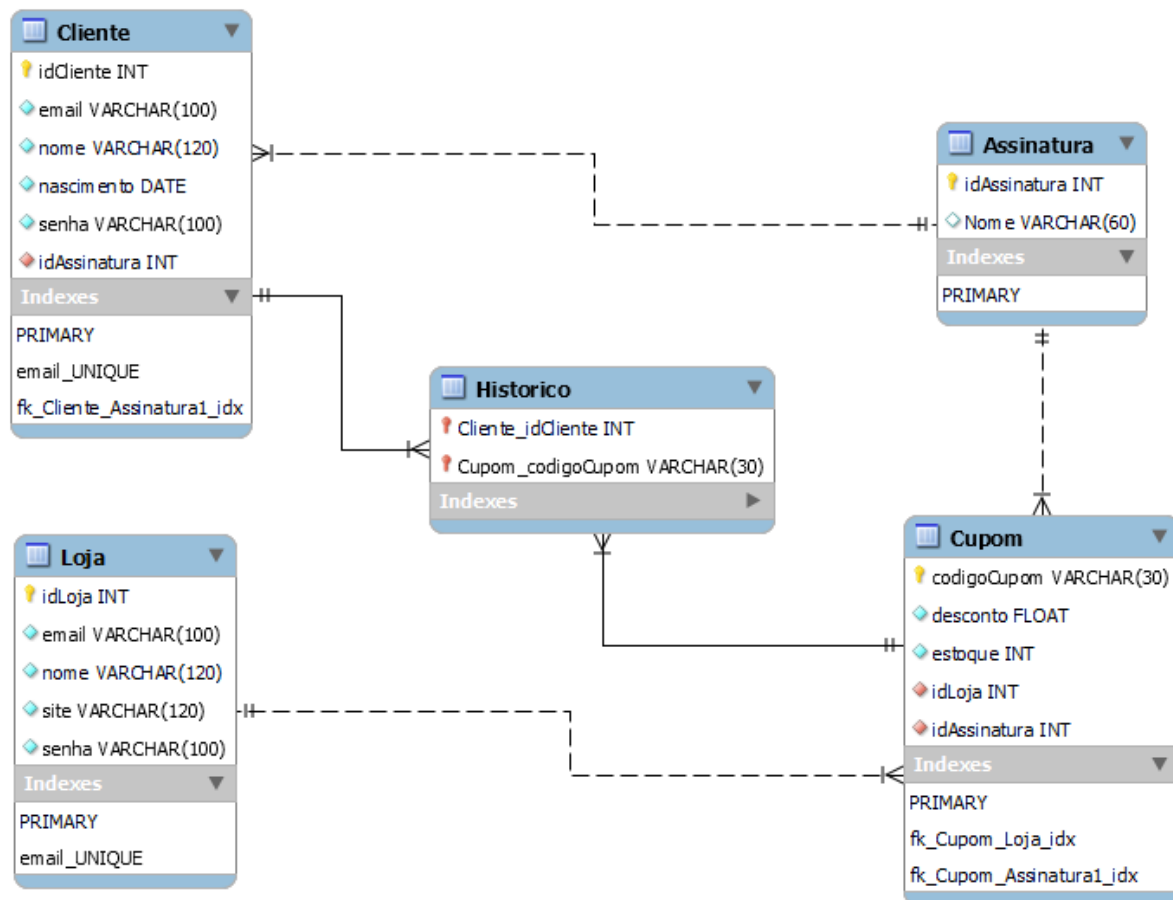 Cliente
idCliente INT
email VARCHAR(100)
nome VARCHAR(120)
nascimento DATE
senha VARCHAR(100)
idAssinatura INT
Indexes
PRIMARY
email_UNIQUE
fk_Cliente_Assinatura1_idx
Assinatura
idAssinatura INT
Nome VARCHAR(60)
Indexes
PRIMARY
Historico
Cliente_idCliente INT
Cupom_codigoCupom VARCHAR(30)
Indexes
Loja
idLoja INT
email VARCHAR(100)
nome VARCHAR(120)
site VARCHAR(120)
senha VARCHAR(100)
Indexes
PRIMARY
email_UNIQUE
Cupom
codigoCupom VARCHAR(30)
desconto FLOAT
estoque INT
idLoja INT
idAssinatura INT
Indexes
PRIMARY
fk_Cupom_Loja_idx
fk_Cupom_Assinatura1_idx